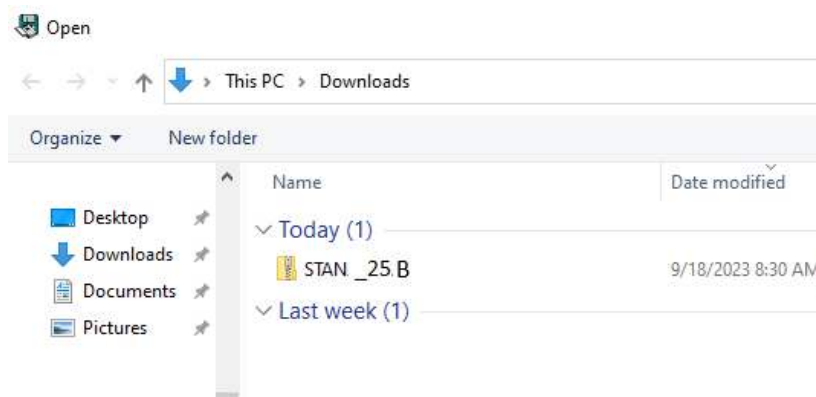 Open
This PC > Downloads
Organize New folder
Name Date modified
Desktop
Downloads
Documents
Pictures
Today (1)
STAN. _25.B 9/18/2023 8:30 AM
Last week (1)